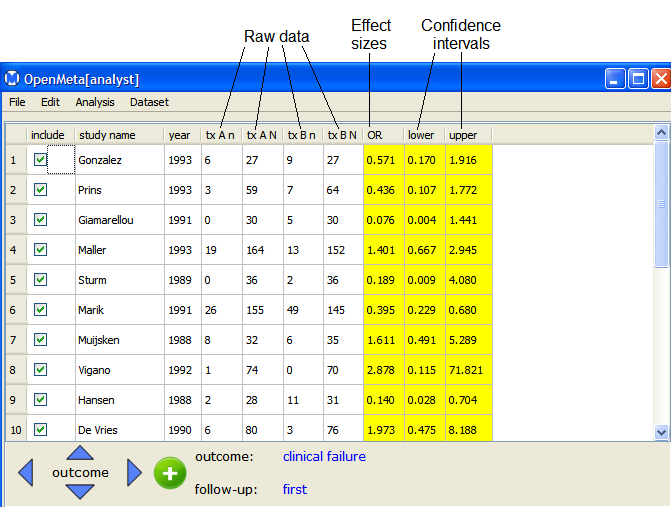 Raw data
Effect sizes
Confidence intervals
OpenMeta[analyst]
File Edit Analysis Dataset
include study name year tx A n tx A N tx B n tx B N OR lower upper
1 Gonzalez 1993 6 27 9 27 0.571 0.170 1.916
2 Prins 1993 3 59 7 64 0.436 0.107 1.772
3 Giamarellou 1991 0 30 5 30 0.076 0.004 1.441
4 Maller 1993 19 164 13 152 1.401 0.667 2.945
5 Sturm 1989 0 36 2 36 0.189 0.009 4.080
6 Marik 1991 26 155 49 145 0.395 0.229 0.680
7 Muijsken 1988 8 32 6 35 1.611 0.491 5.289
8 Vigano 1992 1 74 0 70 2.878 0.115 71.821
9 Hansen 1988 2 28 11 31 0.140 0.028 0.704
10 De Vries 1990 6 80 3 76 1.973 0.475 8.188
outcome
outcome: clinical failure
follow-up: first